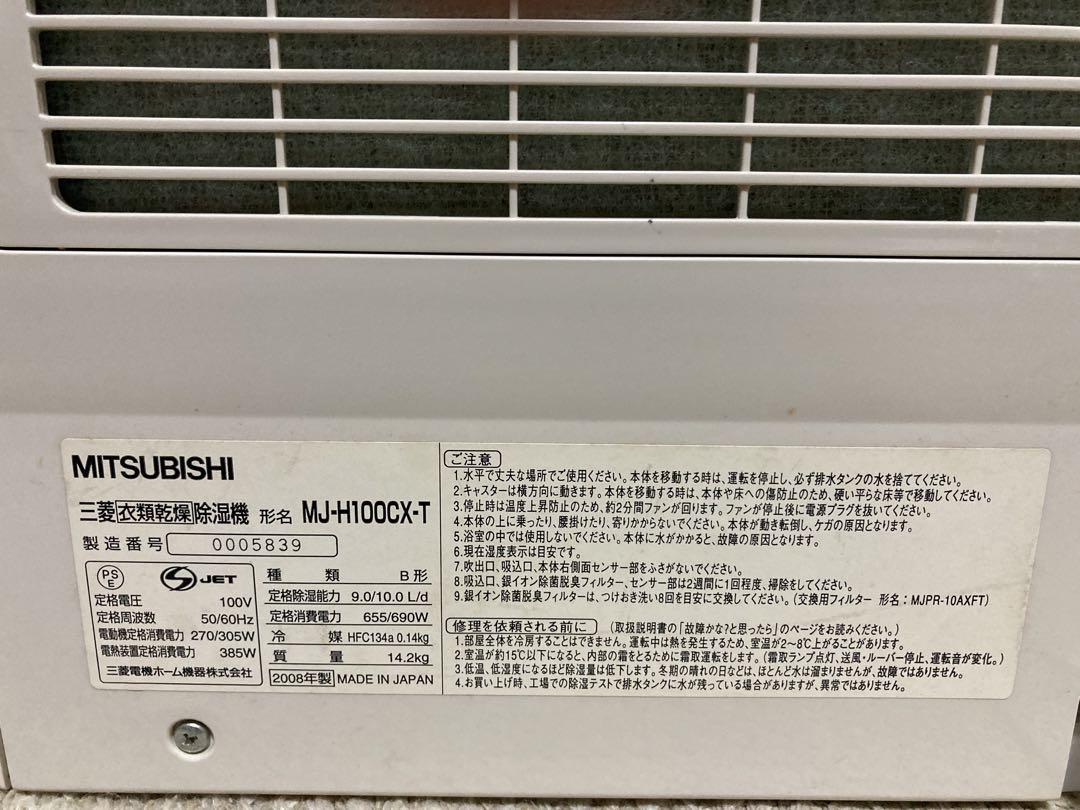 MITSUBISHI
三菱衣類乾燥除湿機 形名 MJ-H100CX-T
製造番号 0005839
PS
E
JET
定格電圧 100V
定格周波数 50/60Hz
電動機定格消費電力 270/305W
電熱装置定格消費電力 385W
三菱電機ホーム機器株式会社
種類 B形
定格除湿能力 9.0/10.0 L/d
定格消費電力 655/690W
冷媒 HFC134a 0.14kg
質量 14.2kg
2008年製 MADE IN JAPAN
ご注意
1.水平で丈夫な場所でご使用ください。本体を移動する時は、運転を停止し、必ず排水タンクの水を捨ててください。
2.キャスターは横方向に動きます。本体を移動する時は、本体や床への傷防止のため、硬い平らな床等で移動してください。
3.停止時は温度上昇防止のため、約2分間ファンが回ります。ファンが停止後に電源プラグを抜いてください。
4.本体の上に乗ったり、腰掛けたり、寄りかからないでください。本体が動き転倒し、ケガの原因となります。
5.浴室の中では使用しないでください。本体に水がかかると、故障の原因となります。
6.現在湿度表示は目安です。
7.吹出口、吸込口、本体右側面センサー部をふさがないでください。
8.吸込口、銀イオン除菌脱臭フィルター、センサー部は2週間に1回程度、掃除をしてください。
9.銀イオン除菌脱臭フィルターは、つけおき洗い8回を目安に交換してください。(交換用フィルター 形名：MJPR-10AXFT)
修理を依頼される前に (取扱説明書の「故障かな?と思ったら」のページをお読みください。)
1.部屋全体を冷房することはできません。運転中は熱を発生するため、室温が2～8℃上がることがあります。
2.室温が約15℃以下になると、内部の霜をとるために霜取運転をします。(霜取ランプ点灯、送風・ルーバー停止、運転音が変化。)
3.低温、低湿度になるほど除湿量は低下します。冬期の晴れの日などは、ほとんど水は溜まりませんが、故障ではありません。
4.お買い上げ時、工場での除湿テストで排水タンクに水が残っている場合がありますが、異常ではありません。